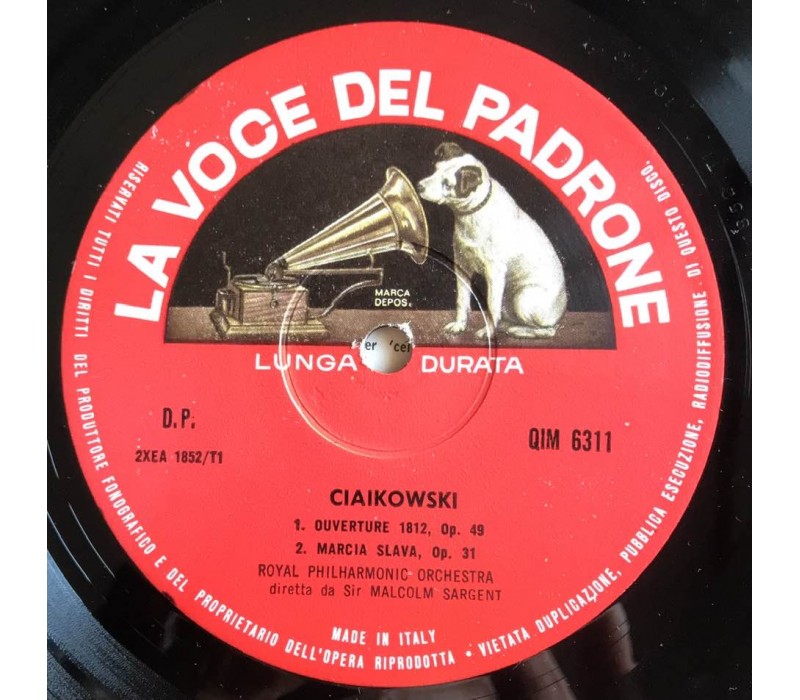 LA VOCE DEL PADRONE
MARCA
DEPOS.
er 'cel
LUNGA DURATA
D.P.
2XEA 1852/T1
QIM 6311
CIAIKOWSKI
1. OUVERTURE 1812, Op. 49
2. MARCIA SLAVA, Op. 31
ROYAL PHILHARMONIC ORCHESTRA
diretta da Sir MALCOLM SARGENT
MADE IN ITALY
RISERVATI TUTTI I DIRITTI DEL PRODUTTORE FONOGRAFICO E DEL PROPRIETARIO DELL'OPERA RIPRODOTTA • VIETATA DUPLICAZIONE, PUBBLICA ESECUZIONE, RADIODIFFUSIONE DI QUESTO DISCO.